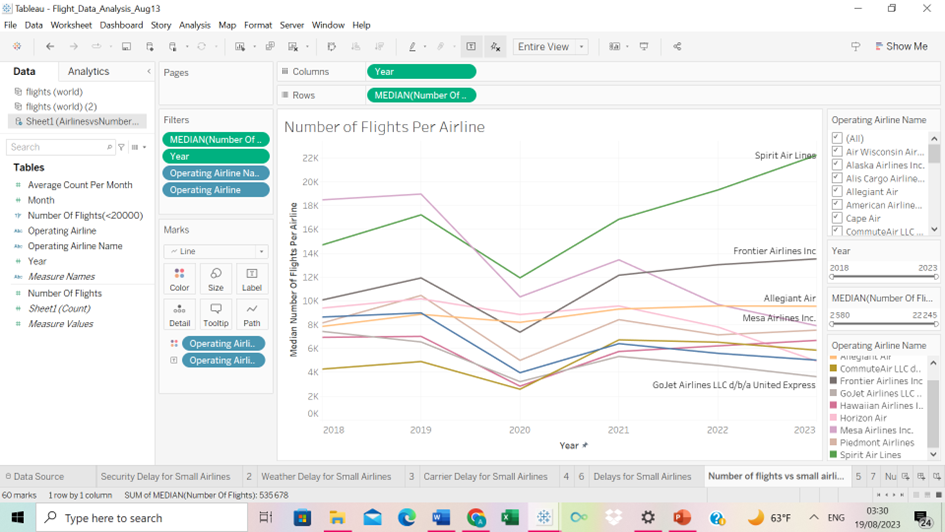 Tableau - Flight_Data_Analysis_Aug13
File Data Worksheet Dashboard Story Analysis Map Format Server Window Help
Entire View
Show Me
Data Analytics
Pages
Columns Year
flights (world)
flights (world) (2)
Sheet1 (AirlinesvsNumber...
Rows MEDIAN(Number Of ..
Filters
MEDIAN(Number Of ..
Year
Operating Airline Na..
Operating Airline
Search
Tables
Average Count Per Month
Month
Number Of Flights(<20000)
Operating Airline
Operating Airline Name
Year
Measure Names
Number Of Flights
Sheet1 (Count)
Measure Values
Marks
Line
Color Size Label
Detail Tooltip Path
Operating Airli..
Operating Airli..
Number of Flights Per Airline
Median Number Of Flights Per Airline
22K
20K
18K
16K
14K
12K
10K
8K
6K
4K
2K
0K
Spirit Air Lines
Frontier Airlines Inc
Allegiant Air
Mesa Airlines Inc.
GoJet Airlines LLC d/b/a United Express
2018 2019 2020 2021 2022 2023
Year
Operating Airline Name
(All)
Air Wisconsin Air...
Alaska Airlines Inc.
Alis Cargo Airline...
Allegiant Air
American Airline...
Cape Air
CommuteAir LLC ...
Year
2018 2023
MEDIAN(Number Of Fli...
2580 22 245
Operating Airline Name
Allegiant Air
CommuteAir LLC d..
Frontier Airlines Inc
GoJet Airlines LLC ..
Hawaiian Airlines I..
Horizon Air
Mesa Airlines Inc.
Piedmont Airlines
Spirit Air Lines
Data Source Security Delay for Small Airlines 2 Weather Delay for Small Airlines 3 Carrier Delay for Small Airlines 4 6 Delays for Small Airlines Number of flights vs small airli... 5 7 Nu
60 marks 1 row by 1 column SUM of MEDIAN(Number Of Flights): 535 678
Type here to search
63°F
ENG
03:30
19/08/2023
24